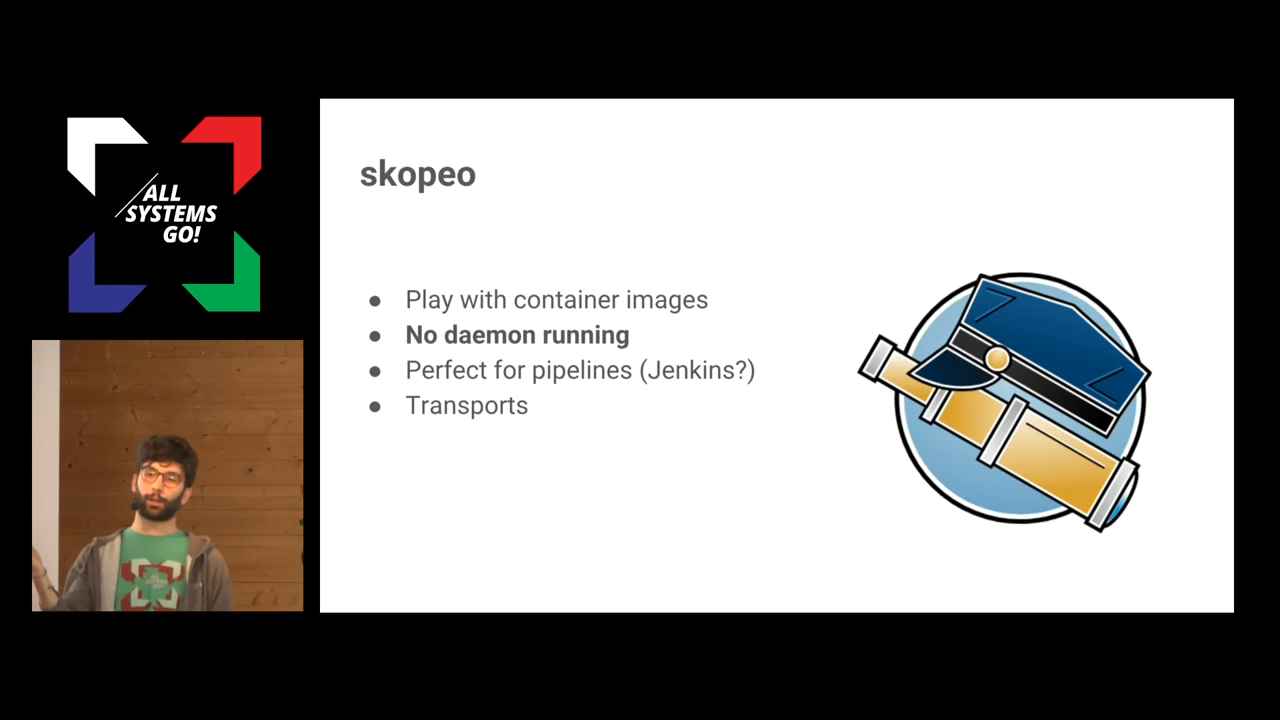 ALL
SYSTEMS
GO!
skopeo
● Play with container images
● No daemon running
● Perfect for pipelines (Jenkins?)
● Transports